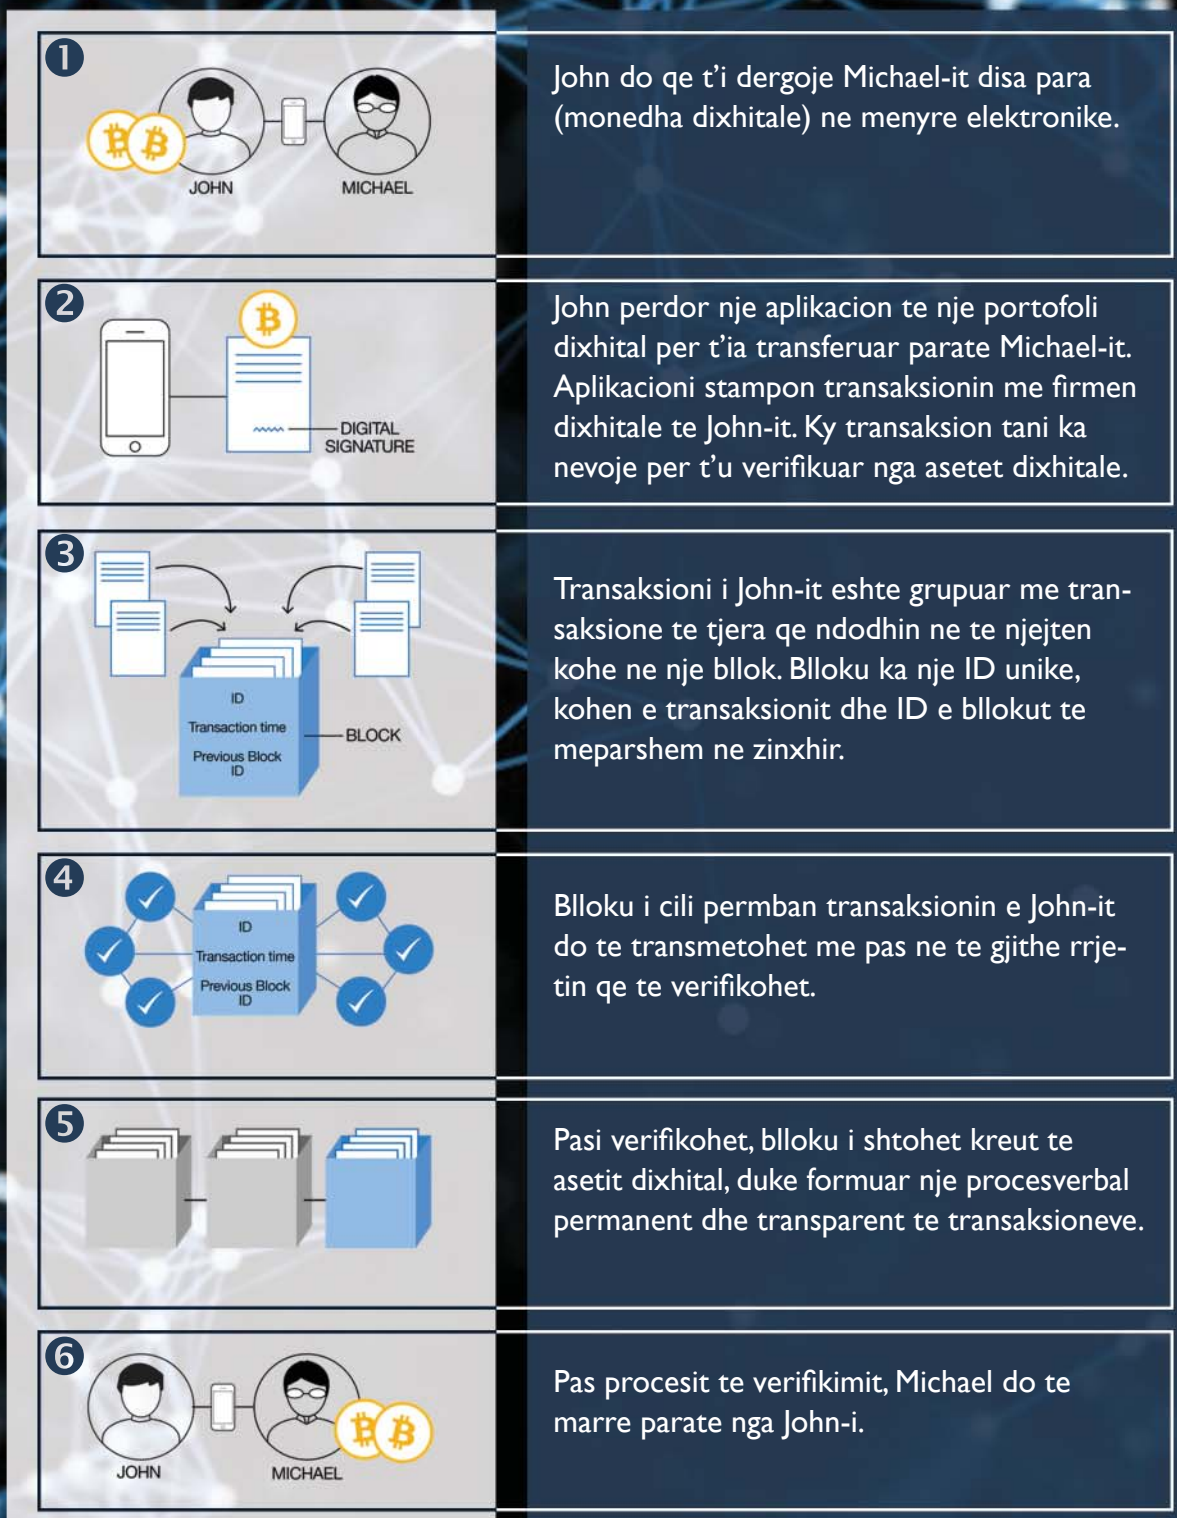 1
JOHN
MICHAEL
John do qe t'i dergoje Michael-it disa para
(monedha dixhitale) ne menyre elektronike.
2
DIGITAL
SIGNATURE
John perdor nje aplikacion te nje portofoli
dixhital per t'ia transferuar parate Michael-it.
Aplikacioni stampon transaksionin me firmen
dixhitale te John-it. Ky transaksion tani ka
nevoje per t'u verifikuar nga asetet dixhitale.
3
ID
Transaction time
Previous Block
ID
BLOCK
Transaksioni i John-it eshte grupuar me tran-
saksione te tjera qe ndodhin ne te njejten
kohe ne nje bllok. Blloku ka nje ID unike,
kohen e transaksionit dhe ID e bllokut te
meparshem ne zinxhir.
4
ID
Transaction time
Previous Block
ID
Blloku i cili permban transaksionin e John-it
do te transmetohet me pas ne te gjithe rrje-
tin qe te verifikohet.
5
Pasi verifikohet, blloku i shtohet kreut te
asetit dixhital, duke formuar nje procesverbal
permanent dhe transparent te transaksioneve.
6
JOHN
MICHAEL
Pas procesit te verifikimit, Michael do te
marre parate nga John-i.